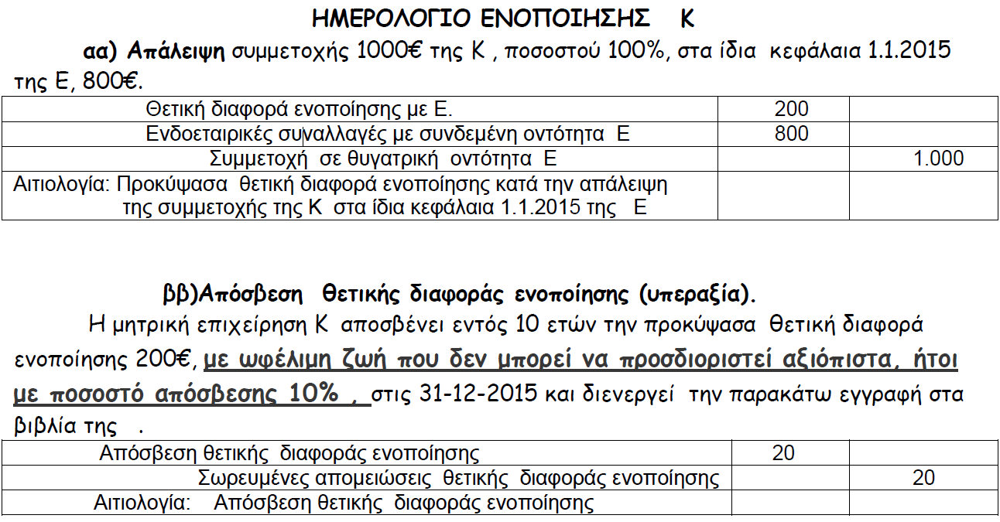 ΗΜΕΡΟΛΟΓΙΟ ΕΝΟΠΟΙΗΣΗΣ Κ
αα) Απάλειψη συμμετοχής 1000€ της Κ , ποσοστού 100%, στα ίδια κεφάλαια 1.1.2015
της Ε, 800€.
Θετική διαφορά ενοποίησης με Ε. 200
Ενδοεταιρικές συναλλαγές με συνδεμένη οντότητα Ε 800
Συμμετοχή σε θυγατρική οντότητα Ε 1.000
Αιτιολογία: Προκύψασα θετική διαφορά ενοποίησης κατά την απάλειψη
της συμμετοχής της Κ στα ίδια κεφάλαια 1.1.2015 της Ε
ββ)Απόσβεση θετικής διαφοράς ενοποίησης (υπεραξία).
Η μητρική επιχείρηση Κ αποσβένει εντός 10 ετών την προκύψασα θετική διαφορά
ενοποίησης 200€, με ωφέλιμη ζωή που δεν μπορεί να προσδιοριστεί αξιόπιστα, ήτοι
με ποσοστό απόσβεσης 10% , στις 31-12-2015 και διενεργεί την παρακάτω εγγραφή στα
βιβλία της .
Απόσβεση θετικής διαφοράς ενοποίησης 20
Σωρευμένες απομειώσεις θετικής διαφοράς ενοποίησης 20
Αιτιολογία: Απόσβεση θετικής διαφοράς ενοποίησης